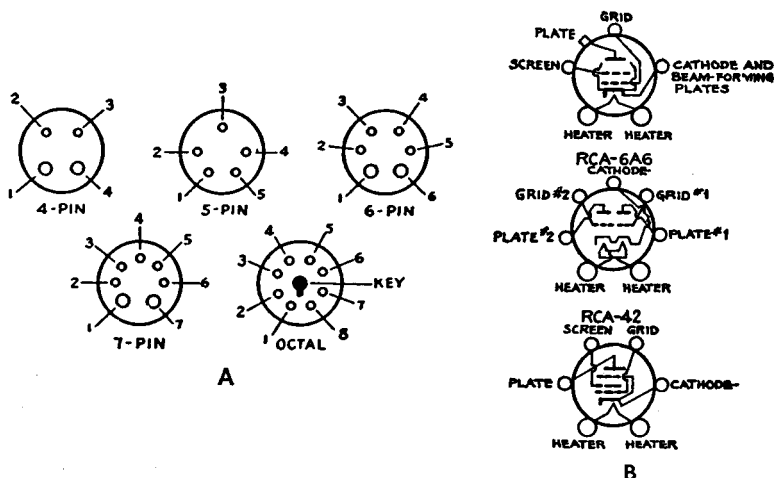 2 3
1 4
4-PIN
3
2 4
1 5
5-PIN
3 4
2 5
1 6
6-PIN
4
3 5
2 6
1 7
7-PIN
4 5
3 6
KEY
2 7
1 8
OCTAL
A
GRID
PLATE
SCREEN
CATHODE AND
BEAM-FORMING
PLATES
HEATER HEATER
RCA-6A6
CATHODE-
GRID #2 GRID #1
PLATE #2 PLATE #1
HEATER HEATER
RCA-42
SCREEN GRID
PLATE CATHODE-
HEATER HEATER
B